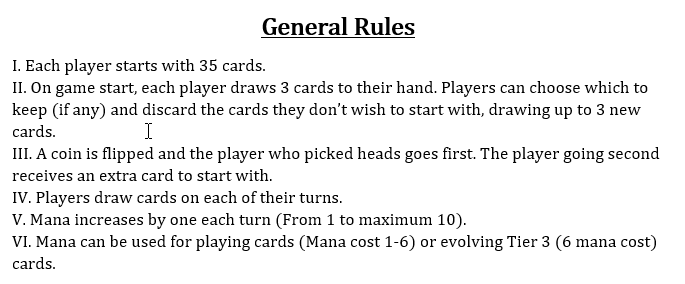 General Rules
I. Each player starts with 35 cards.
II. On game start, each player draws 3 cards to their hand. Players can choose which to
keep (if any) and discard the cards they don’t wish to start with, drawing up to 3 new
cards.
III. A coin is flipped and the player who picked heads goes first. The player going second
receives an extra card to start with.
IV. Players draw cards on each of their turns.
V. Mana increases by one each turn (From 1 to maximum 10).
VI. Mana can be used for playing cards (Mana cost 1-6) or evolving Tier 3 (6 mana cost)
cards.